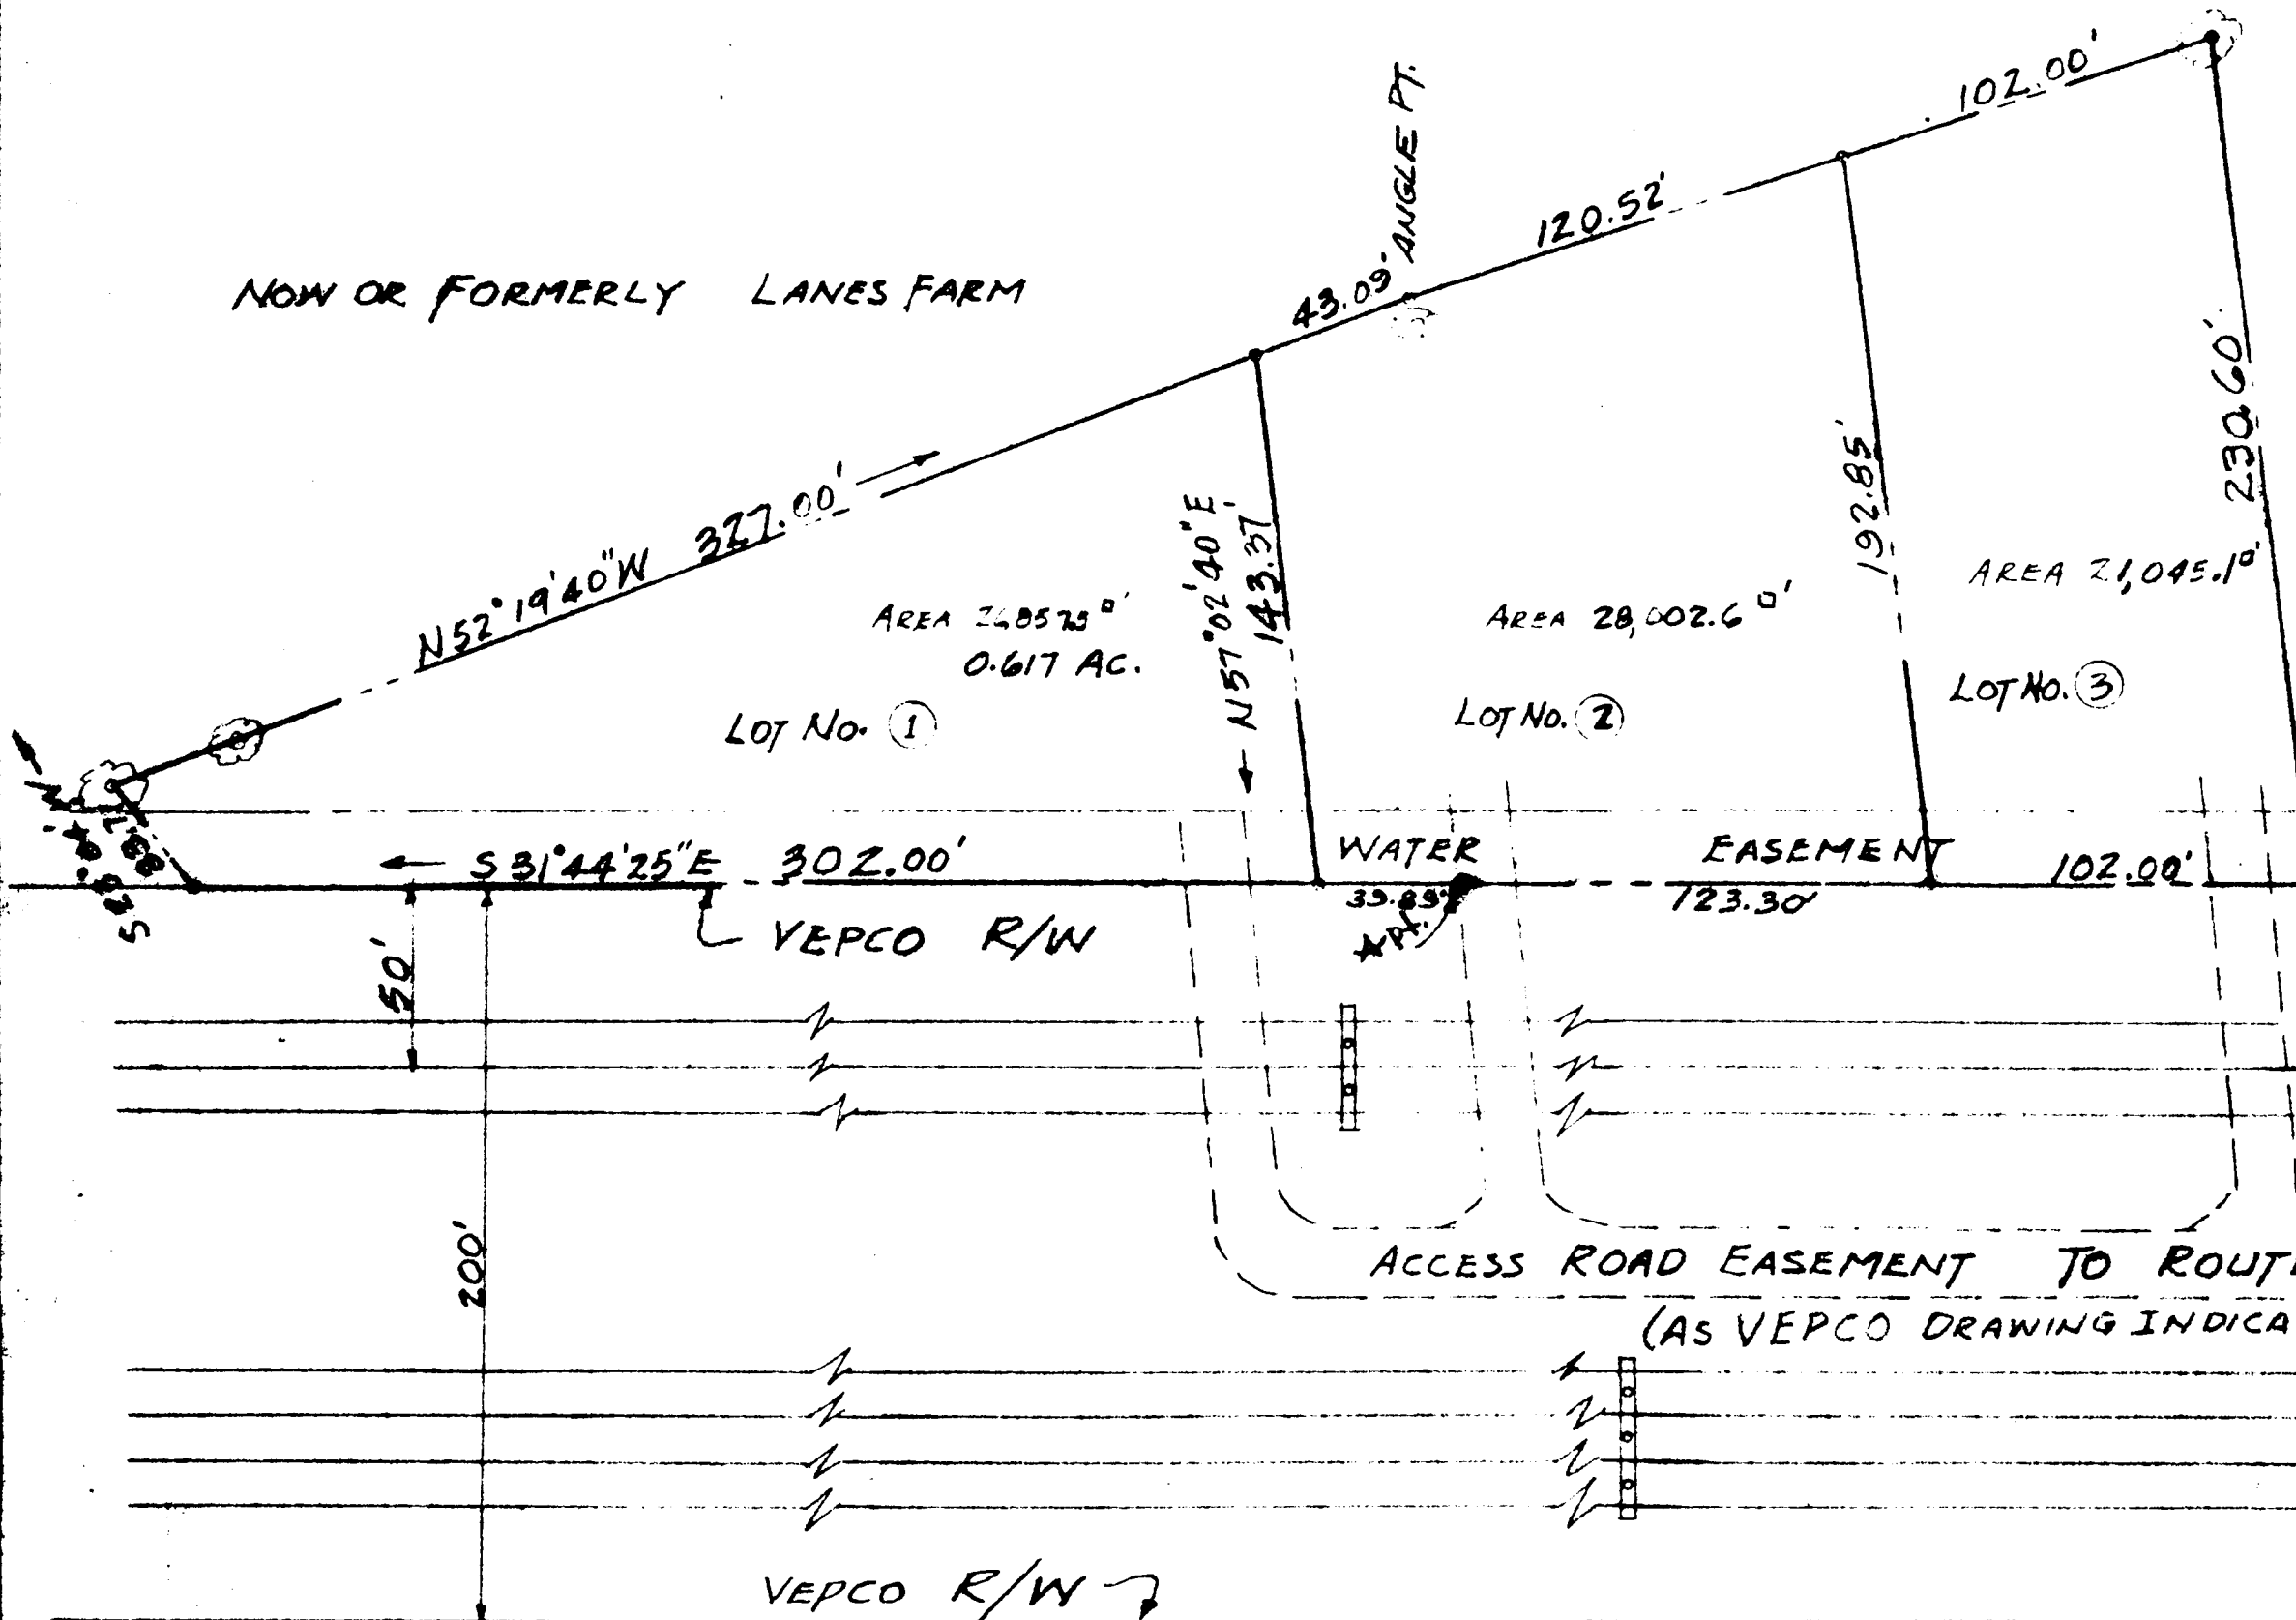 102.00'
ANGLE PT.
120.52'
43.09'
NOW OR FORMERLY LANES FARM
230.60'
192.85'
N52°19'40"W 327.00'
N57°02'40"E
143.37'
AREA
0.617 AC.
LOT No. 1
AREA 28,002.6 □'
LOT No. 2
AREA 21,045.1 □'
LOT No. 3
S31°44'25"E 302.00'
WATER EASEMENT
39.89'
123.30'
102.00'
VEPCO R/W
50'
200'
ACCESS ROAD EASEMENT TO ROUT
(AS VEPCO DRAWING INDICA
VEPCO R/W